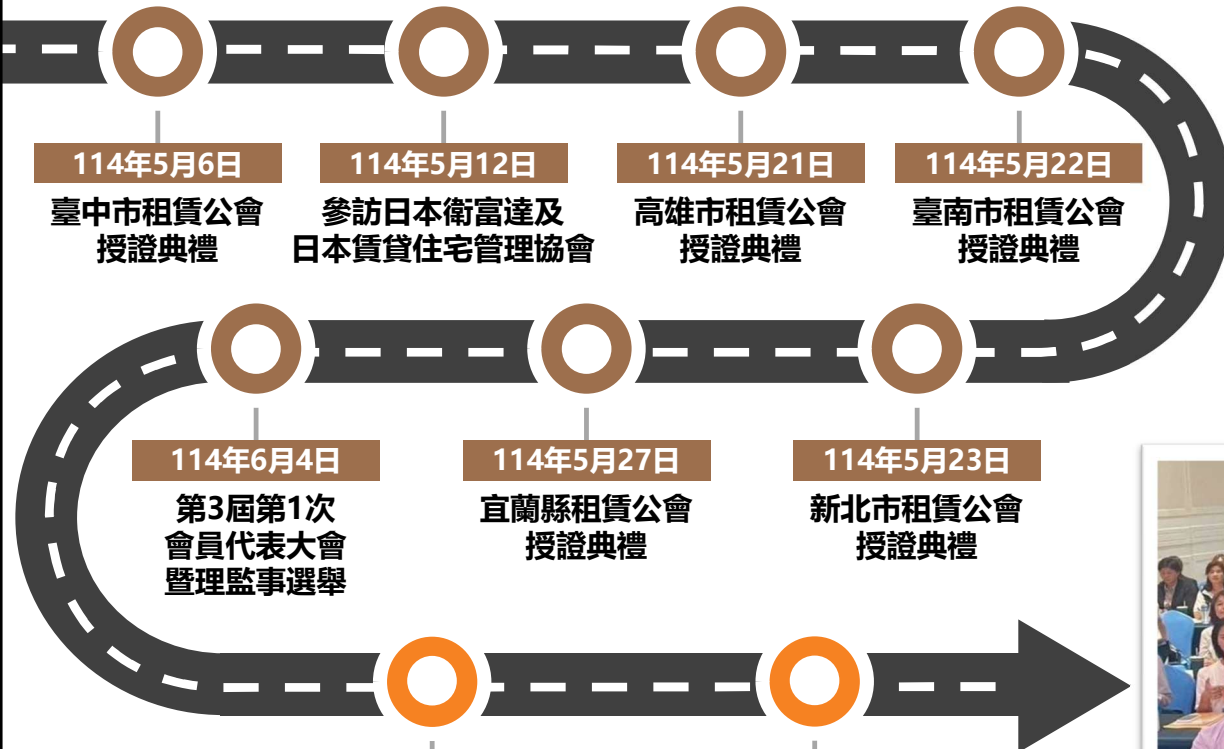 114年5月6日
臺中市租賃公會
授證典禮
114年5月12日
參訪日本衛富達及
日本賃貸住宅管理協會
114年5月21日
高雄市租賃公會
授證典禮
114年5月22日
臺南市租賃公會
授證典禮
114年5月23日
新北市租賃公會
授證典禮
114年5月27日
宜蘭縣租賃公會
授證典禮
114年6月4日
第3屆第1次
會員代表大會
暨理監事選舉